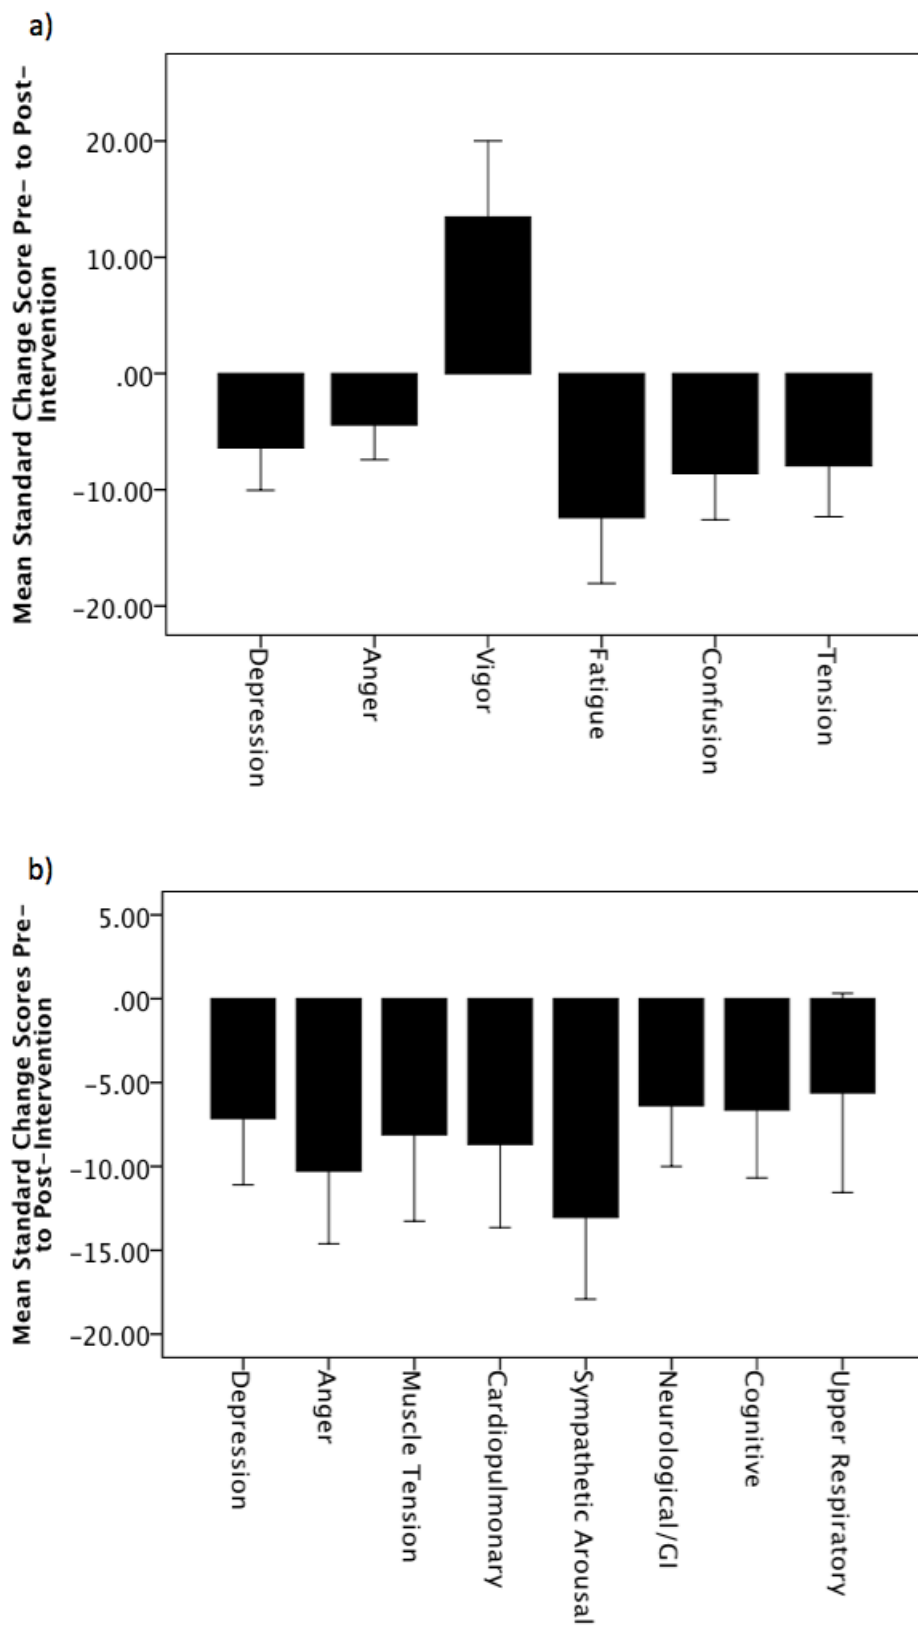 a)
Mean Standard Change Score Pre- to Post-
Intervention
20.00
10.00
.00
-10.00
-20.00
Depression
Anger
Vigor
Fatigue
Confusion
Tension
b)
Mean Standard Change Scores Pre-
to Post-Intervention
5.00
.00
-5.00
-10.00
-15.00
-20.00
Depression
Anger
Muscle Tension
Cardiopulmonary
Sympathetic Arousal
Neurological/GI
Cognitive
Upper Respiratory